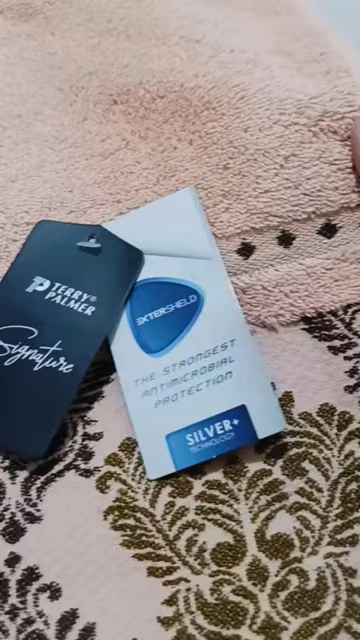 TERRY®
PALMER
Signature
EXTERSHIELD
THE STRONGEST
ANTIMICROBIAL
PROTECTION
SILVER+
TECHNOLOGY